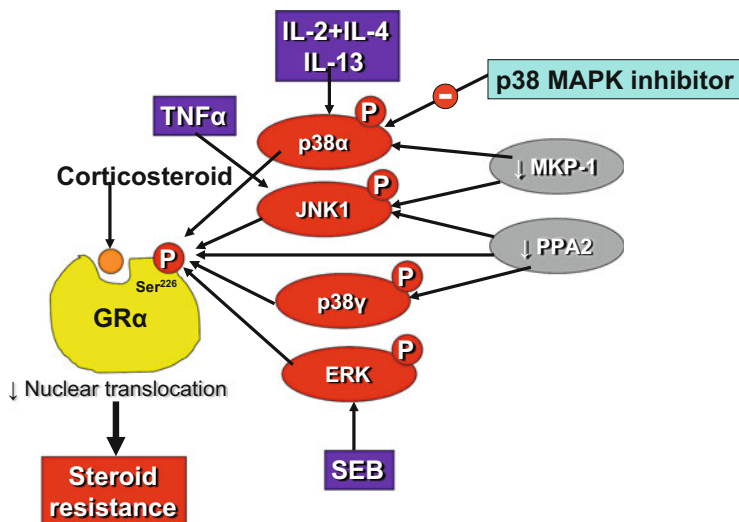 IL-2+IL-4
IL-13
p38 MAPK inhibitor
TNFα
P
p38α
Corticosteroid
↓ MKP-1
P
JNK1
↓ PPA2
P
Ser226
P
p38γ
GRα
P
ERK
↓ Nuclear translocation
SEB
Steroid
resistance